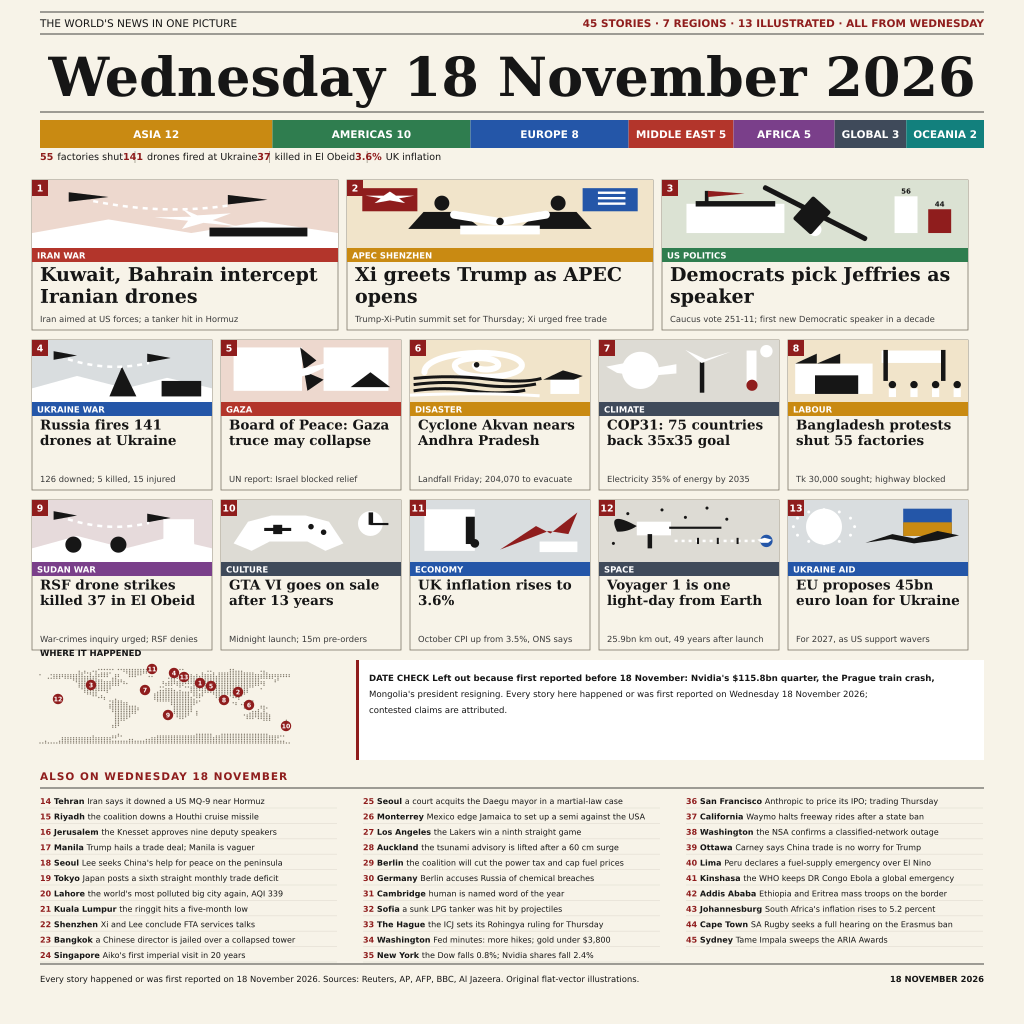 THE WORLD'S NEWS IN ONE PICTURE
45 STORIES · 7 REGIONS · 13 ILLUSTRATED · ALL FROM WEDNESDAY
Wednesday 18 November 2026
ASIA 12
AMERICAS 10
EUROPE 8
MIDDLE EAST 5
AFRICA 5
GLOBAL 3
OCEANIA 2
55 factories shut141 drones fired at Ukraine37 killed in El Obeid3.6% UK inflation
1
IRAN WAR
Kuwait, Bahrain intercept
Iranian drones
Iran aimed at US forces; a tanker hit in Hormuz
2
APEC SHENZHEN
Xi greets Trump as APEC
opens
Trump-Xi-Putin summit set for Thursday; Xi urged free trade
3
56
44
US POLITICS
Democrats pick Jeffries as
speaker
Caucus vote 251-11; first new Democratic speaker in a decade
4
UKRAINE WAR
Russia fires 141
drones at Ukraine
126 downed; 5 killed, 15 injured
5
GAZA
Board of Peace: Gaza
truce may collapse
UN report: Israel blocked relief
6
DISASTER
Cyclone Akvan nears
Andhra Pradesh
Landfall Friday; 204,070 to evacuate
7
CLIMATE
COP31: 75 countries
back 35x35 goal
Electricity 35% of energy by 2035
8
LABOUR
Bangladesh protests
shut 55 factories
Tk 30,000 sought; highway blocked
9
SUDAN WAR
RSF drone strikes
killed 37 in El Obeid
War-crimes inquiry urged; RSF denies
10
CULTURE
GTA VI goes on sale
after 13 years
Midnight launch; 15m pre-orders
11
ECONOMY
UK inflation rises to
3.6%
October CPI up from 3.5%, ONS says
12
SPACE
Voyager 1 is one
light-day from Earth
25.9bn km out, 49 years after launch
13
UKRAINE AID
EU proposes 45bn
euro loan for Ukraine
For 2027, as US support wavers
WHERE IT HAPPENED
11
4
13
3
1
5
7
2
12
8
6
9
10
DATE CHECK Left out because first reported before 18 November: Nvidia's $115.8bn quarter, the Prague train crash,
Mongolia's president resigning. Every story here happened or was first reported on Wednesday 18 November 2026;
contested claims are attributed.
ALSO ON WEDNESDAY 18 NOVEMBER
14 Tehran Iran says it downed a US MQ-9 near Hormuz
15 Riyadh the coalition downs a Houthi cruise missile
16 Jerusalem the Knesset approves nine deputy speakers
17 Manila Trump hails a trade deal; Manila is vaguer
18 Seoul Lee seeks China's help for peace on the peninsula
19 Tokyo Japan posts a sixth straight monthly trade deficit
20 Lahore the world's most polluted big city again, AQI 339
21 Kuala Lumpur the ringgit hits a five-month low
22 Shenzhen Xi and Lee conclude FTA services talks
23 Bangkok a Chinese director is jailed over a collapsed tower
24 Singapore Aiko's first imperial visit in 20 years
25 Seoul a court acquits the Daegu mayor in a martial-law case
26 Monterrey Mexico edge Jamaica to set up a semi against the USA
27 Los Angeles the Lakers win a ninth straight game
28 Auckland the tsunami advisory is lifted after a 60 cm surge
29 Berlin the coalition will cut the power tax and cap fuel prices
30 Germany Berlin accuses Russia of chemical breaches
31 Cambridge human is named word of the year
32 Sofia a sunk LPG tanker was hit by projectiles
33 The Hague the ICJ sets its Rohingya ruling for Thursday
34 Washington Fed minutes: more hikes; gold under $3,800
35 New York the Dow falls 0.8%; Nvidia shares fall 2.4%
36 San Francisco Anthropic to price its IPO; trading Thursday
37 California Waymo halts freeway rides after a state ban
38 Washington the NSA confirms a classified-network outage
39 Ottawa Carney says China trade is no worry for Trump
40 Lima Peru declares a fuel-supply emergency over El Nino
41 Kinshasa the WHO keeps DR Congo Ebola a global emergency
42 Addis Ababa Ethiopia and Eritrea mass troops on the border
43 Johannesburg South Africa's inflation rises to 5.2 percent
44 Cape Town SA Rugby seeks a full hearing on the Erasmus ban
45 Sydney Tame Impala sweeps the ARIA Awards
Every story happened or was first reported on 18 November 2026. Sources: Reuters, AP, AFP, BBC, Al Jazeera. Original flat-vector illustrations.
18 NOVEMBER 2026